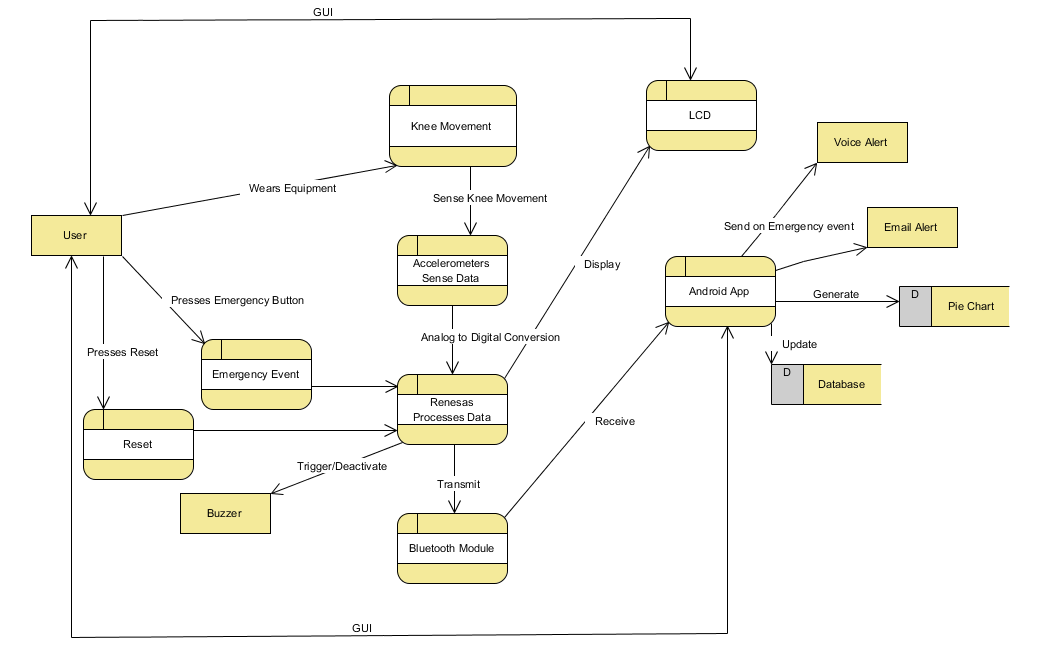 GUI
LCD
Knee Movement
Voice Alert
Wears Equipment
Sense Knee Movement
User
Send on Emergency event
Email Alert
Accelerometers
Sense Data
Display
Android App
Generate
D
Pie Chart
Presses Emergency Button
Analog to Digital Conversion
Presses Reset
Update
Emergency Event
D
Database
Renesas
Processes Data
Receive
Reset
Trigger/Deactivate
Transmit
Buzzer
Bluetooth Module
GUI